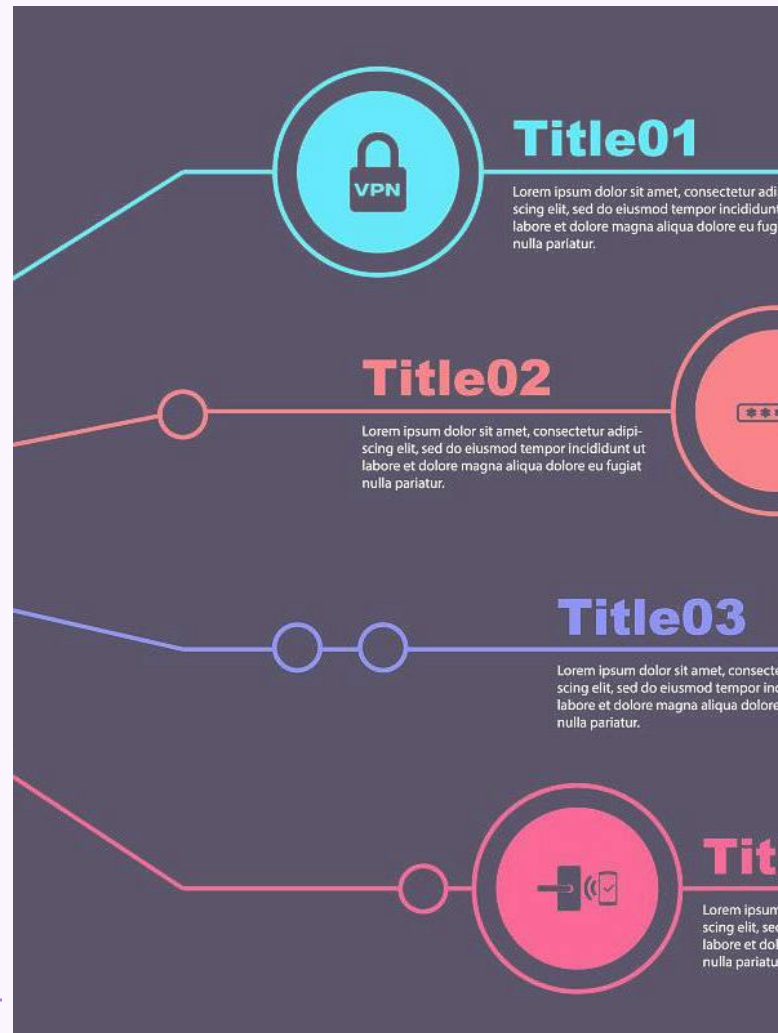 Title01
VPN
Lorem ipsum dolor sit amet, consectetur adi
scing elit, sed do eiusmod tempor incididunt
labore et dolore magna aliqua dolore eu fug
nulla pariatur.
Title02
***
Lorem ipsum dolor sit amet, consectetur adipi-
scing elit, sed do eiusmod tempor incididunt ut
labore et dolore magna aliqua dolore eu fugiat
nulla pariatur.
Title03
Lorem ipsum dolor sit amet, consecte
scing elit, sed do eiusmod tempor inc
labore et dolore magna aliqua dolore
nulla pariatur.
Tit
Lorem ipsum
scing elit, sed
labore et dol
nulla pariatu